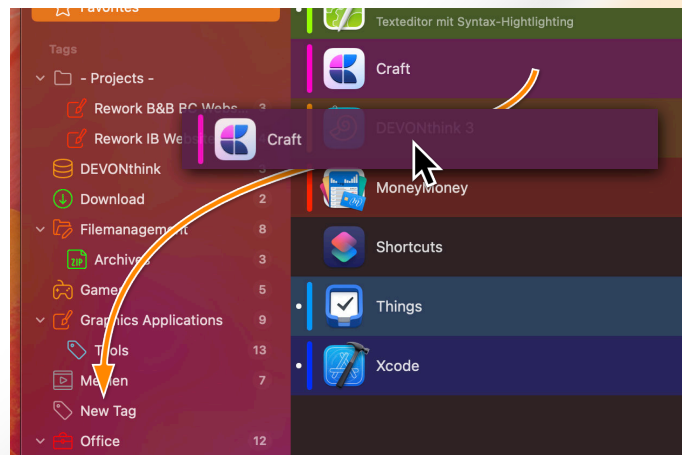 Favorites
Tags
- Projects -
Rework B&B BC Webs 3
Rework IB Webs
DEVONthink
Download 2
Filemanagement 8
Archives 3
Games 5
Graphics Applications 9
Tools 13
Medien 7
New Tag
Office 12
Texteditor mit Syntax-Hightlighting
Craft
Craft
DEVONthink 3
MoneyMoney
Shortcuts
Things
Xcode
ZIP